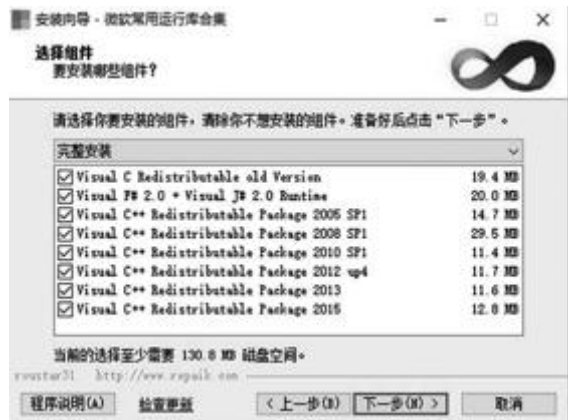 安装向导 - 微软常用运行库合集
选择组件
要安装哪些组件?
请选择你要安装的组件，清除你不想安装的组件。准备好后点击“下一步”。
完整安装
Visual C Redistributable old Version 19.4 MB
Visual F# 2.0 + Visual J# 2.0 Runtime 20.0 MB
Visual C++ Redistributable Package 2005 SP1 14.7 MB
Visual C++ Redistributable Package 2008 SP1 29.5 MB
Visual C++ Redistributable Package 2010 SP1 11.4 MB
Visual C++ Redistributable Package 2012 up4 11.7 MB
Visual C++ Redistributable Package 2013 11.6 MB
Visual C++ Redistributable Package 2015 12.8 MB
当前的选择至少需要 130.8 MB 磁盘空间。
程序说明(A) 检查更新 < 上一步(B) 下一步(N) > 取消